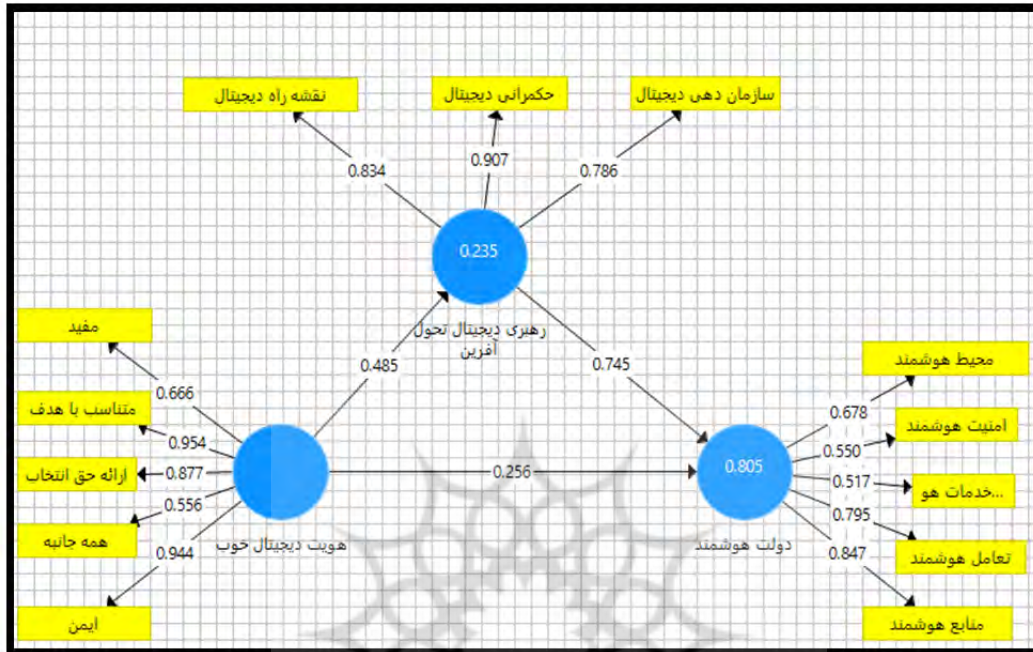 نقشه راه دیجیتال
حکمرانی دیجیتال
سازمان دهی دیجیتال
0.834
0.907
0.786
0.235
رهبری دیجیتال تحول
آفرین
0.485
0.745
مفید
متناسب با هدف
ارائه حق انتخاب
همه جانبه
ایمن
0.666
0.954
0.877
0.556
0.944
هویت دیجیتال خوب
0.256
0.805
دولت هوشمند
0.678
0.550
0.517
0.795
0.847
محیط هوشمند
امنیت هوشمند
خدمات هو...
تعامل هوشمند
منابع هوشمند